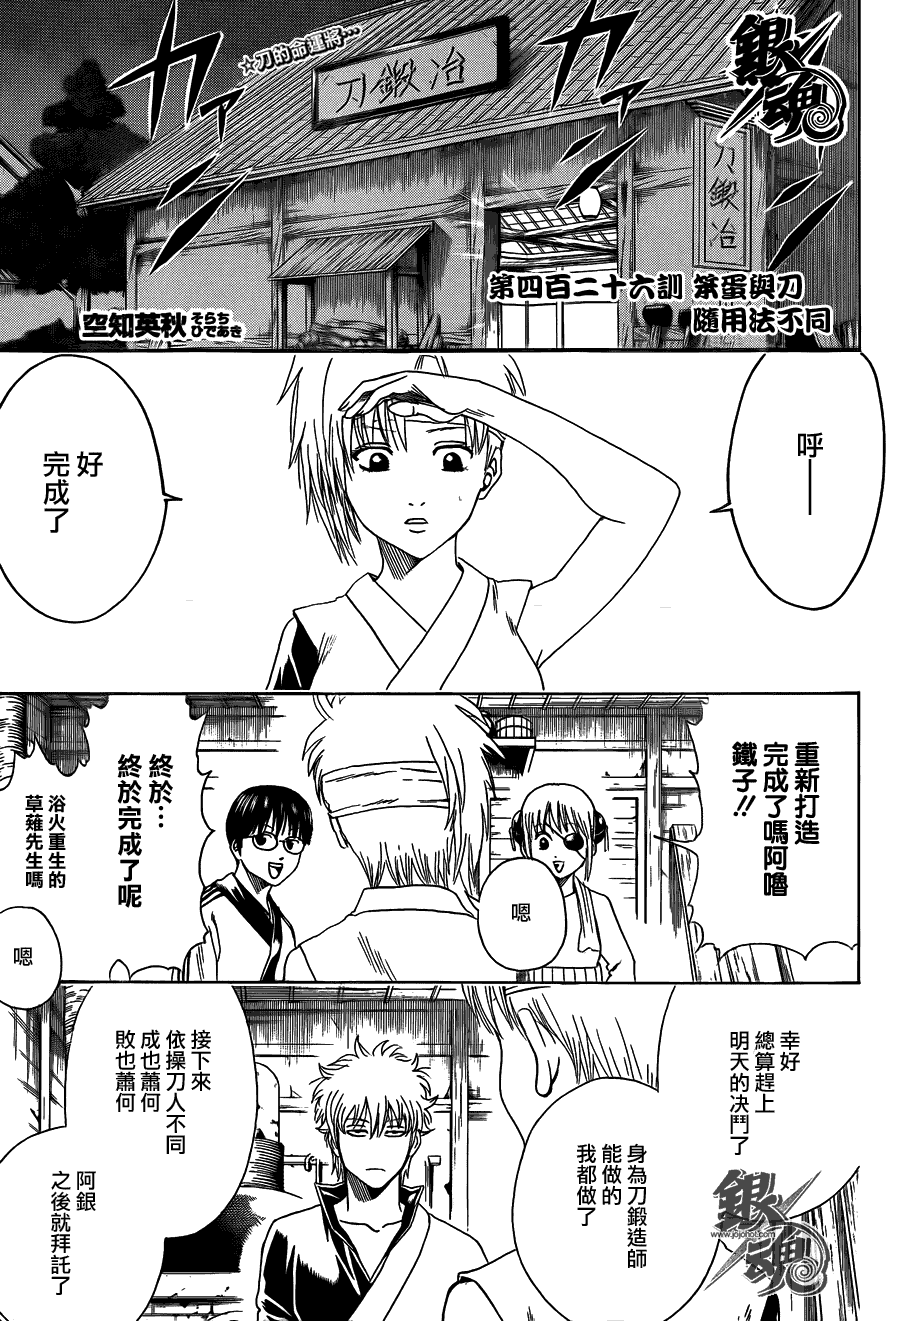 銀魂
カァ
カァ
☆刀的命運將…
刀鍛冶
刀鍛冶
第四百二十六訓 笨蛋與刀
隨用法不同
空知英秋 そらち
ひであき
呼──
好
完成了
重新打造
完成了嗎阿嚕
鐵子!!
嗯
終於…
終於完成了呢
浴火重生的
草薙先生嗎
嗯
幸好
總算趕上
明天的決鬥了
身為刀鍛造師
能做的
我都做了
接下來
依操刀人不同
成也蕭何
敗也蕭何
阿銀
之後就拜託了
銀魂
www.jojohot.com